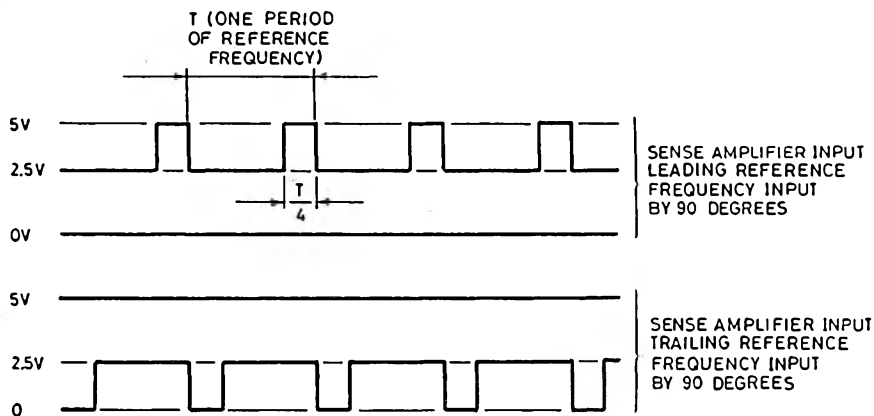 T (ONE PERIOD
OF REFERENCE
FREQUENCY)
5V
2.5V
0V
T
4
SENSE AMPLIFIER INPUT
LEADING REFERENCE
FREQUENCY INPUT
BY 90 DEGREES
5V
2.5V
0
SENSE AMPLIFIER INPUT
TRAILING REFERENCE
FREQUENCY INPUT
BY 90 DEGREES